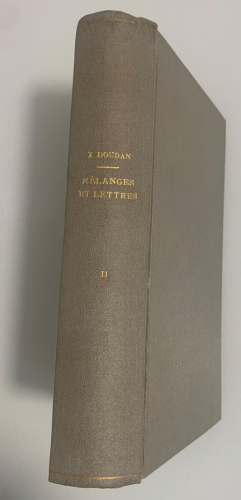 X DOUDAN
MÉLANGES
ET LETTRES
II